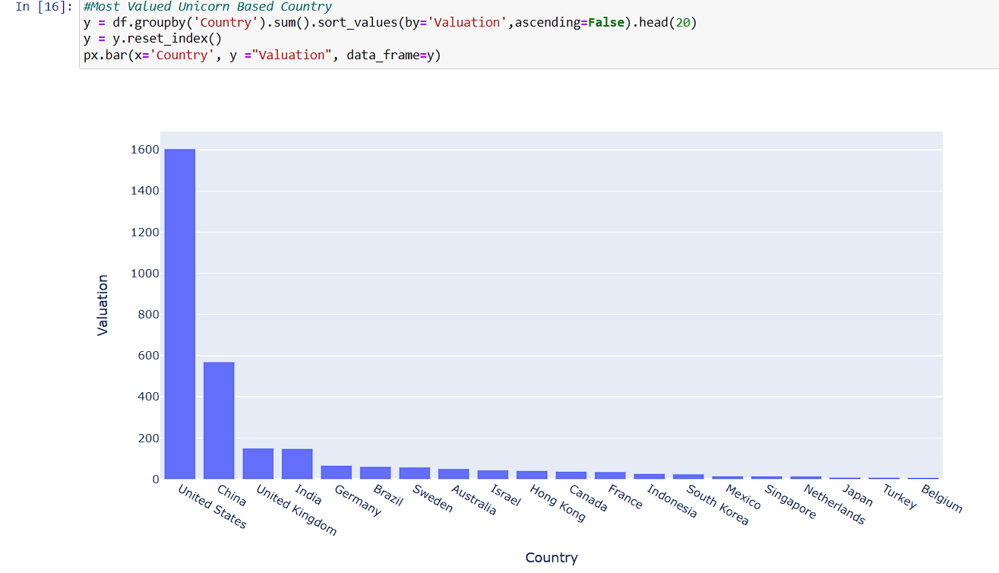 In [16]: #Most Valued Unicorn Based Country
y = df.groupby('Country').sum().sort_values(by='Valuation',ascending=False).head(20)
y = y.reset_index()
px.bar(x='Country', y ="Valuation", data_frame=y)
1600
1400
1200
1000
800
600
400
200
0
Valuation
United States
China
United Kingdom
India
Germany
Brazil
Sweden
Australia
Israel
Hong Kong
Canada
France
Indonesia
South Korea
Mexico
Singapore
Netherlands
Japan
Turkey
Belgium
Country